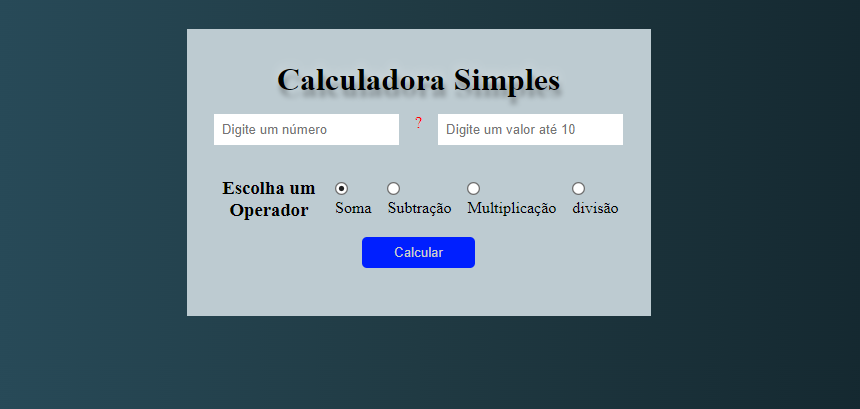 Calculadora Simples
Digite um número ? Digite um valor até 10
Escolha um
Operador
Soma Subtração Multiplicação divisão
Calcular